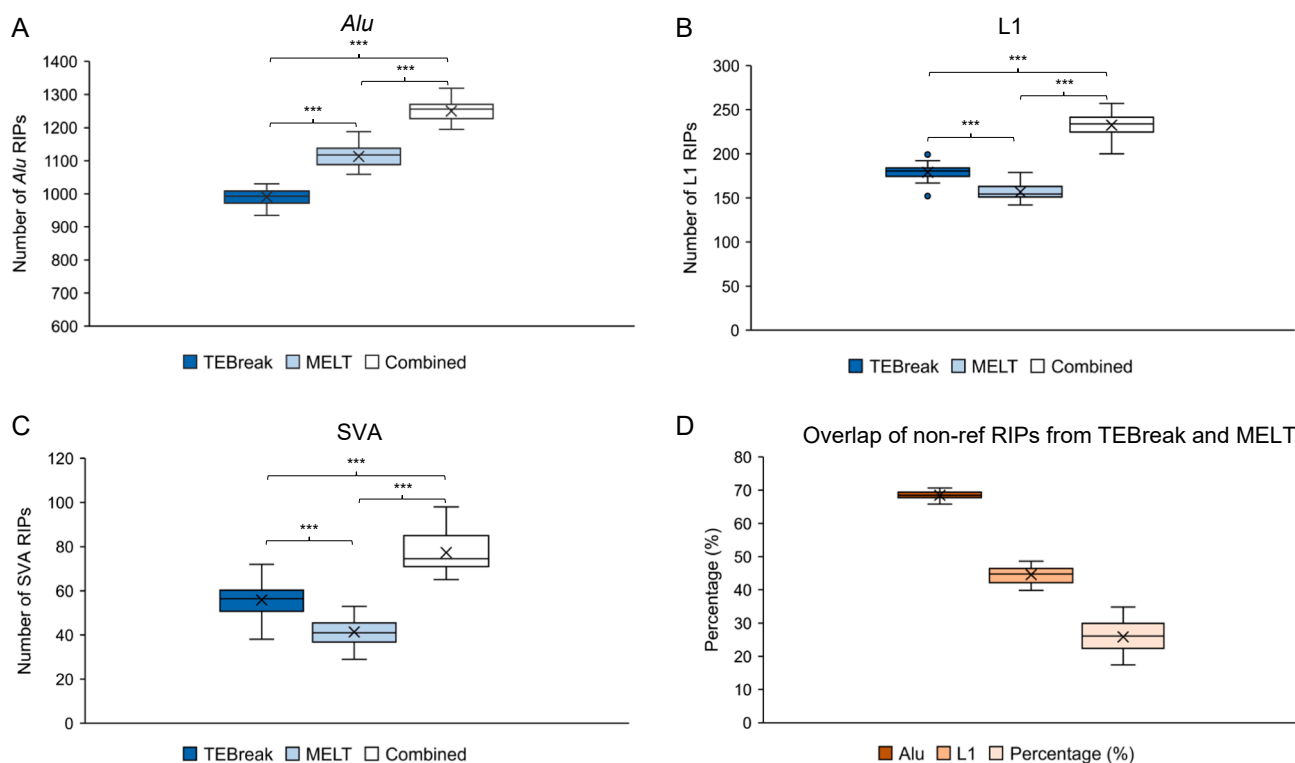 A
Alu
Number of Alu RIPs
1400
1300
1200
1100
1000
900
800
700
600
***
***
***
TEBreak MELT Combined
B
L1
Number of L1 RIPs
300
250
200
150
100
50
0
***
***
***
TEBreak MELT Combined
C
SVA
Number of SVA RIPs
120
100
80
60
40
20
0
***
***
***
TEBreak MELT Combined
D
Overlap of non-ref RIPs from TEBreak and MELT
Percentage (%)
80
70
60
50
40
30
20
10
0
Alu L1 Percentage (%)